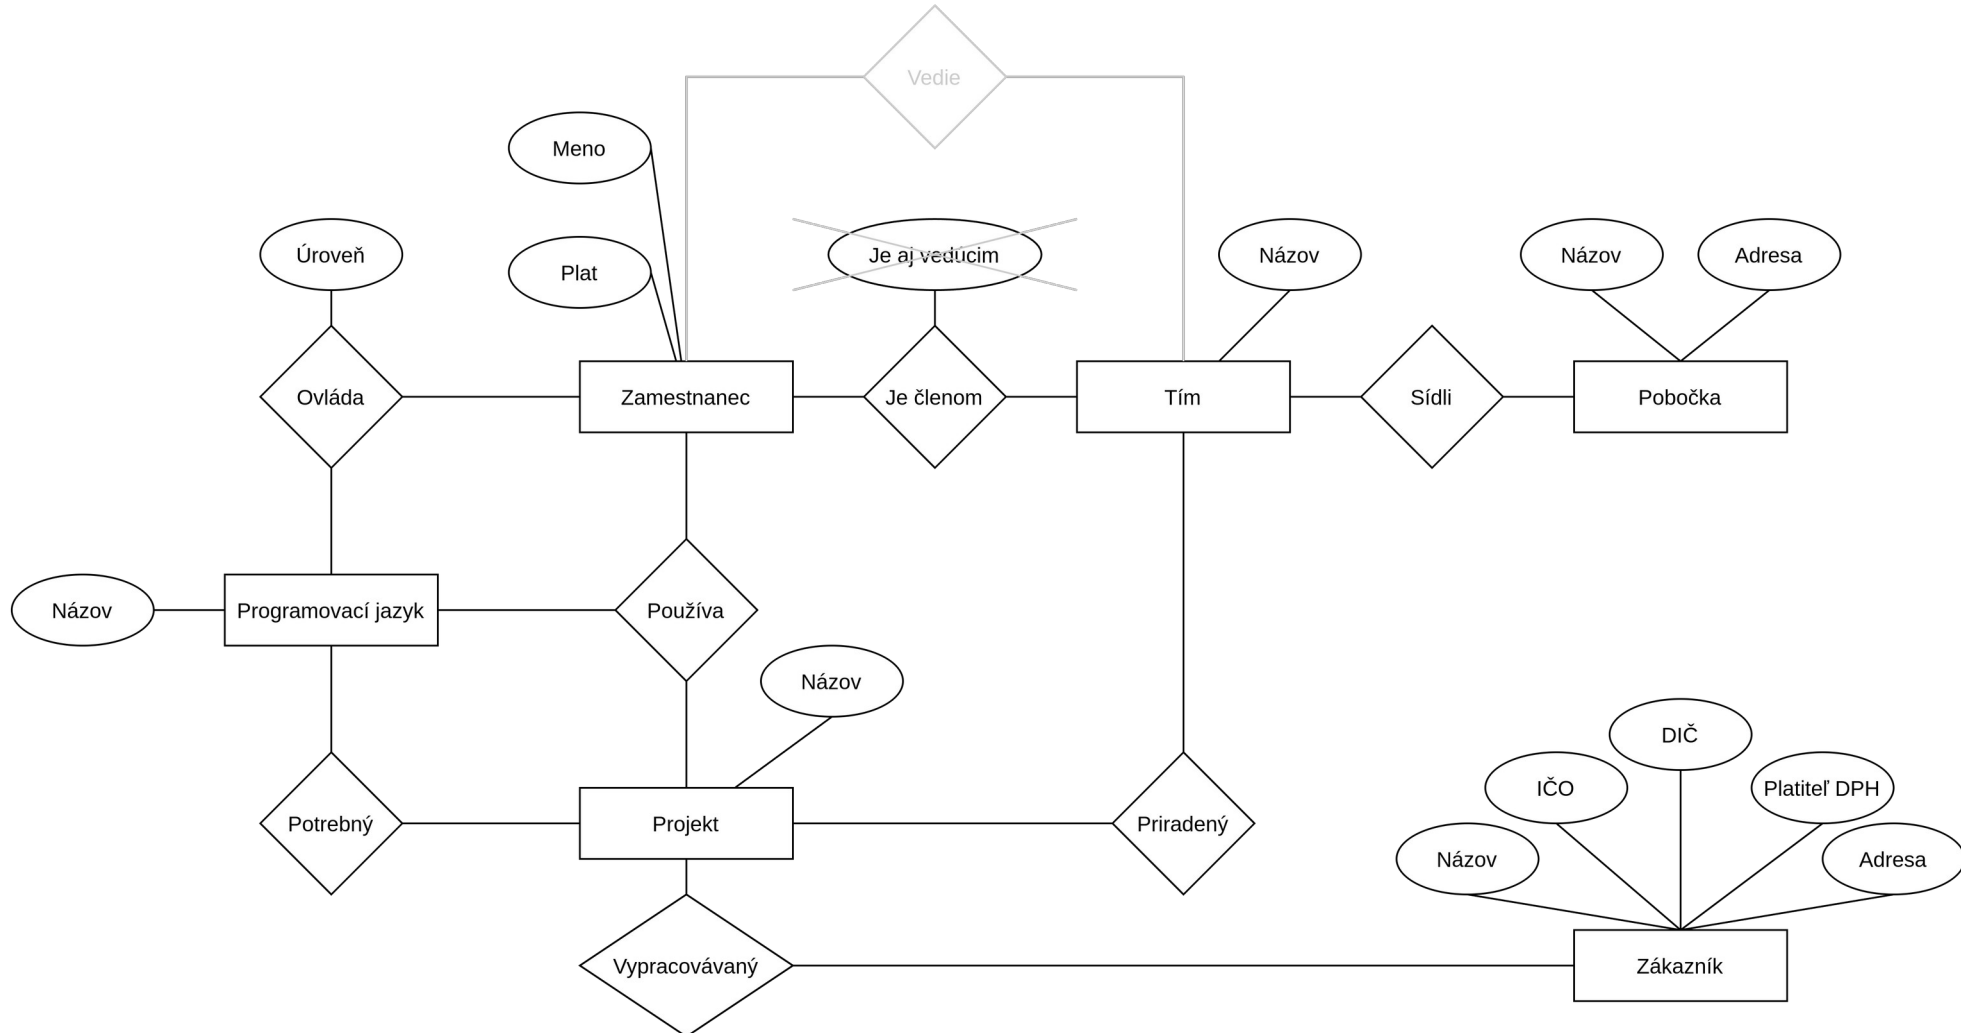 Vedie
Meno
Úroveň
Plat
Je aj vedúcim
Názov
Názov
Adresa
Ovláda
Zamestnanec
Je členom
Tím
Sídli
Pobočka
Názov
Programovací jazyk
Používa
Názov
DIČ
IČO
Platiteľ DPH
Potrebný
Projekt
Priradený
Názov
Adresa
Vypracovávaný
Zákazník